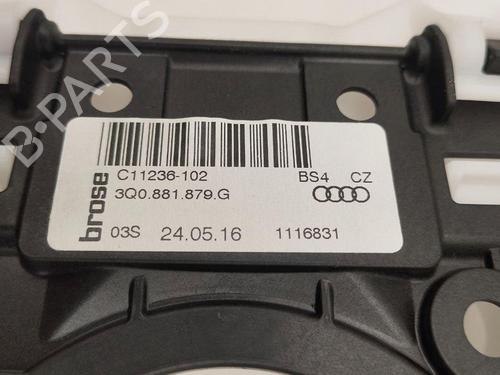 B-PARTS
brose
C11236-102 BS4 CZ
3Q0.881.879.G
03S 24.05.16 1116831